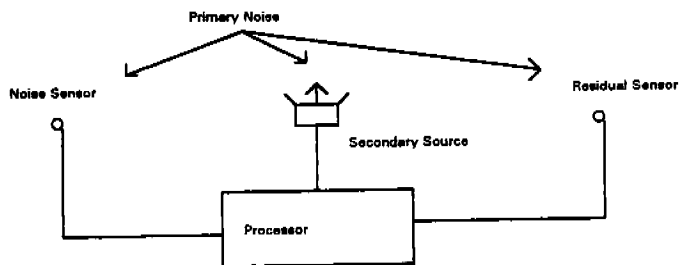 Primary Noise
Noise Sensor
Residual Sensor
Secondary Source
Processor